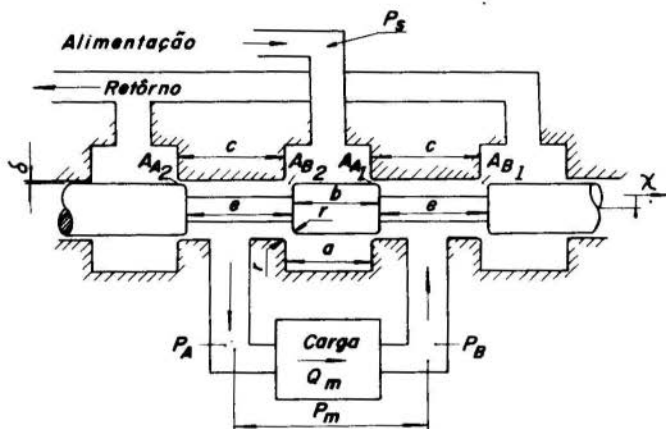 Alimentação
P_s
Retôrno
δ
c
c
A_A2
A_B2
A_A1
A_B1
χ
e
b
e
r
r
a
P_A
Carga
P_B
Q_m
P_m